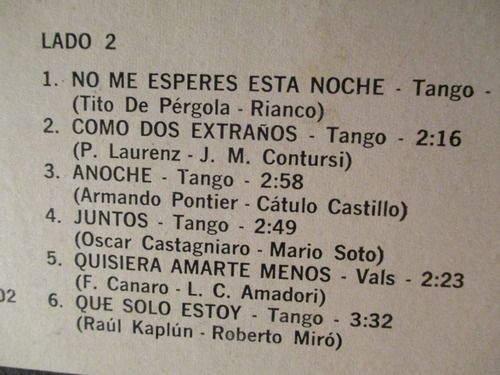 LADO 2
1. NO ME ESPERES ESTA NOCHE - Tango -
(Tito De Pérgola - Rianco)
2. COMO DOS EXTRAÑOS - Tango - 2:16
(P. Laurenz - J. M. Contursi)
3. ANOCHE - Tango - 2:58
(Armando Pontier - Cátulo Castillo)
4. JUNTOS - Tango - 2:49
(Oscar Castagniaro - Mario Soto)
5. QUISIERA AMARTE MENOS - Vals - 2:23
(F. Canaro - L. C. Amadori)
02 6. QUE SOLO ESTOY - Tango - 3:32
(Raúl Kaplún - Roberto Miró)